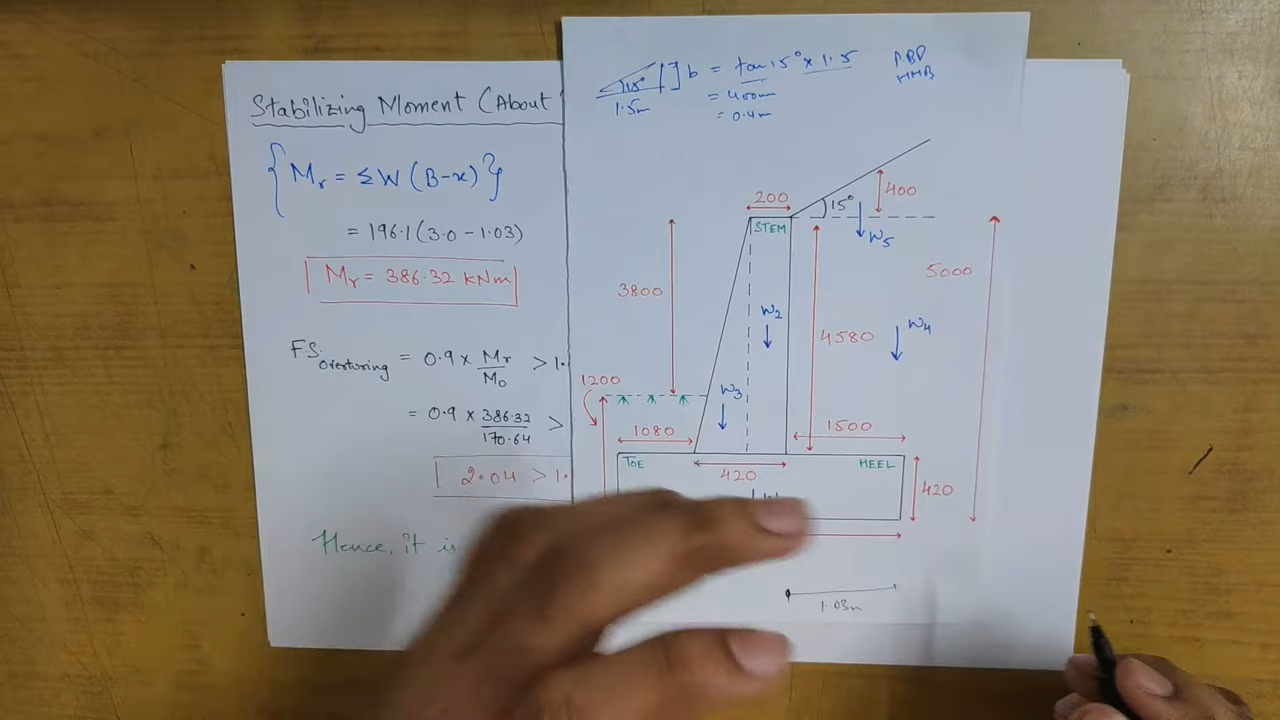 Stabilizing Moment (About
{Mr = ΣW (B-x)}
= 196.1(3.0 - 1.03)
Mr = 386.32 kNm
FS overturing = 0.9 × Mr/Mo > 1.
= 0.9 × 386.32/170.64 >
2.04 > 1.
Hence, it is
15°
1.5m
b = tan 15° × 1.5
= 400mm
= 0.4m
200
15°
400
STEM
W5
5000
3800
W2
4580
W4
1200
W3
1080
1500
TOE
HEEL
420
420
1.03m